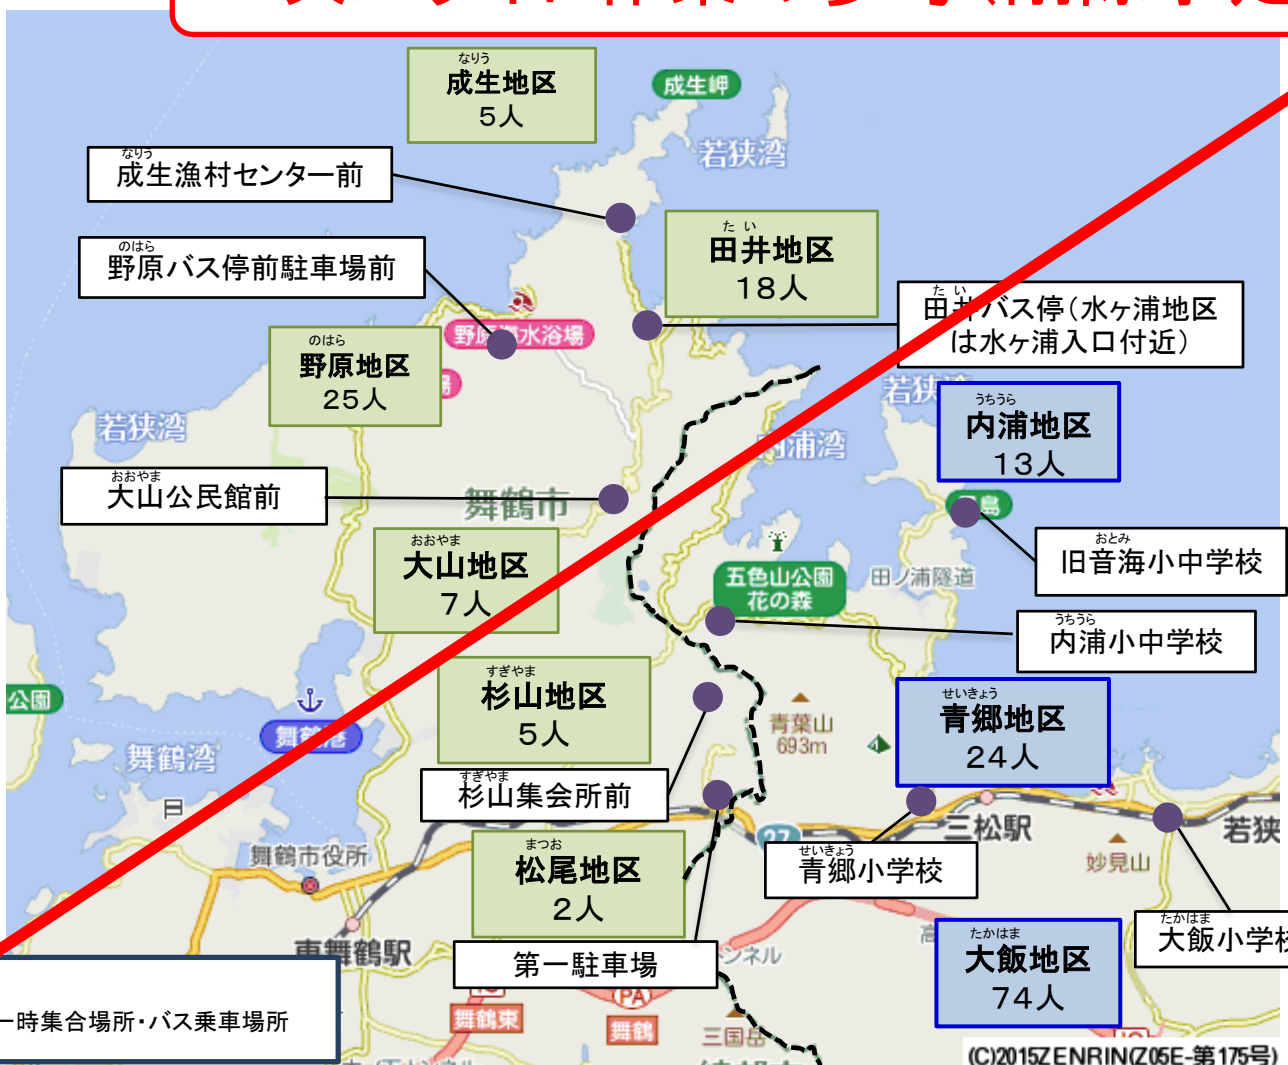 成生地区
なりう
5人
成生岬
若狭湾
成生漁村センター前
なりう
田井地区
たい
18人
野原バス停前駐車場前
のはら
田井バス停(水ヶ浦地区
たい
は水ヶ浦入口付近)
野原海水浴場
野原地区
のはら
25人
若狭湾
若狭湾
内浦地区
うちうら
13人
内浦湾
大山公民館前
おおやま
舞鶴市
旧音海小中学校
おとみ
大山地区
おおやま
7人
五色山公園
花の森
田ノ浦隧道
内浦小中学校
うちうら
杉山地区
すぎやま
5人
公園
舞鶴港
舞鶴湾
青葉山
693m
青郷地区
せいきょう
24人
杉山集会所前
すぎやま
27
三松駅
若狭
妙見山
舞鶴市役所
松尾地区
まつお
2人
青郷小学校
せいきょう
大飯小学校
たかはま
東舞鶴駅
第一駐車場
ンネル
大飯地区
たかはま
74人
一時集合場所・バス乗車場所
舞鶴東
PA
舞鶴
三国岳
(C)2015ZENRIN(Z05E-第175号)